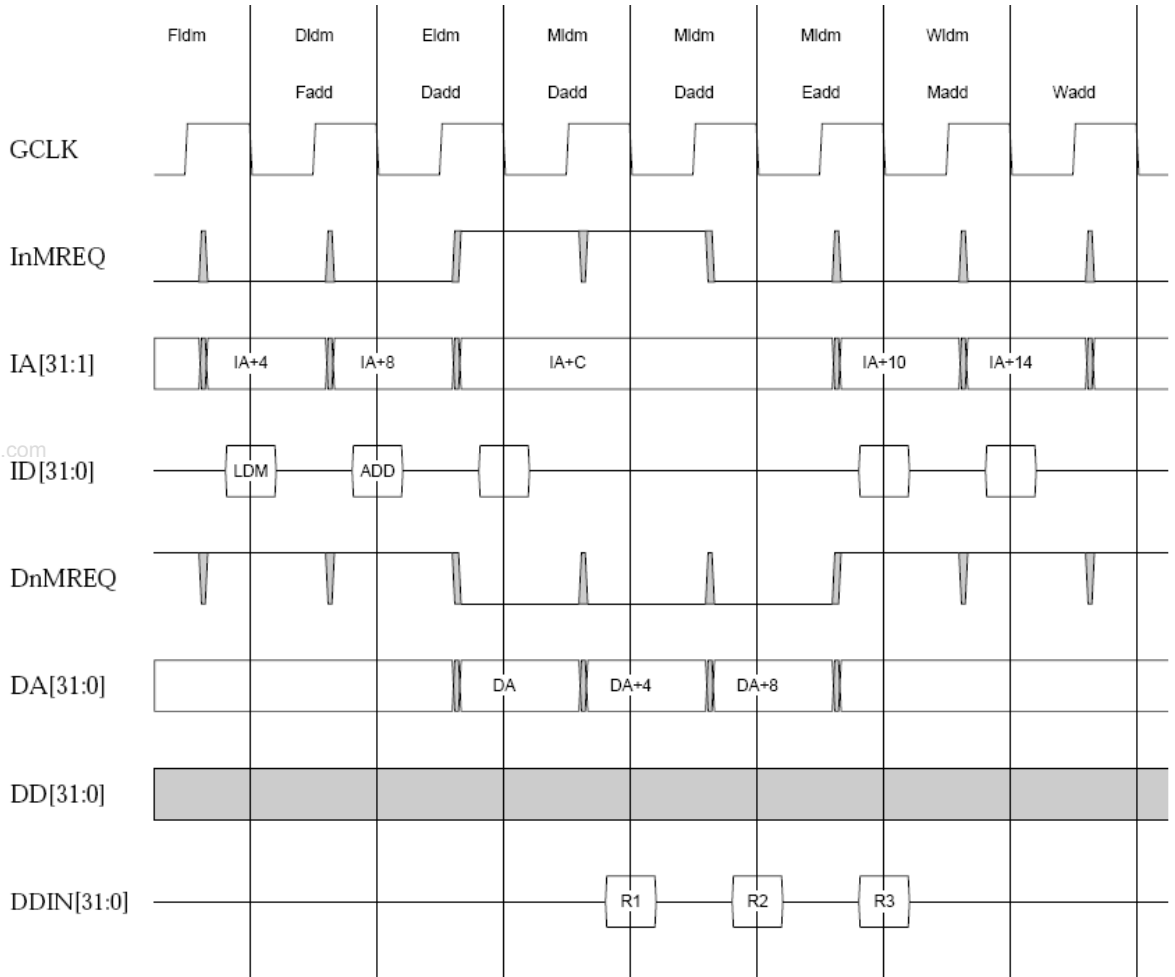 Fldm Dldm Eldm Mldm Mldm Mldm Wldm
Fadd Dadd Dadd Dadd Eadd Madd Wadd
GCLK
InMREQ
IA[31:1] IA+4 IA+8 IA+C IA+10 IA+14
.com
ID[31:0] LDM ADD
DnMREQ
DA[31:0] DA DA+4 DA+8
DD[31:0]
DDIN[31:0] R1 R2 R3